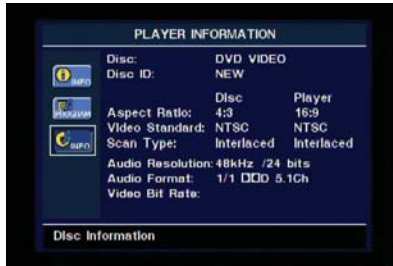 PLAYER INFORMATION
INFO
PROGRAM
INFO
Disc: DVD VIDEO
Disc ID: NEW
Disc Player
Aspect Ratio: 4:3 16:9
Video Standard: NTSC NTSC
Scan Type: Interlaced Interlaced
Audio Resolution: 48kHz /24 bits
Audio Format: 1/1 D 5.1Ch
Video Bit Rate:
Disc Information